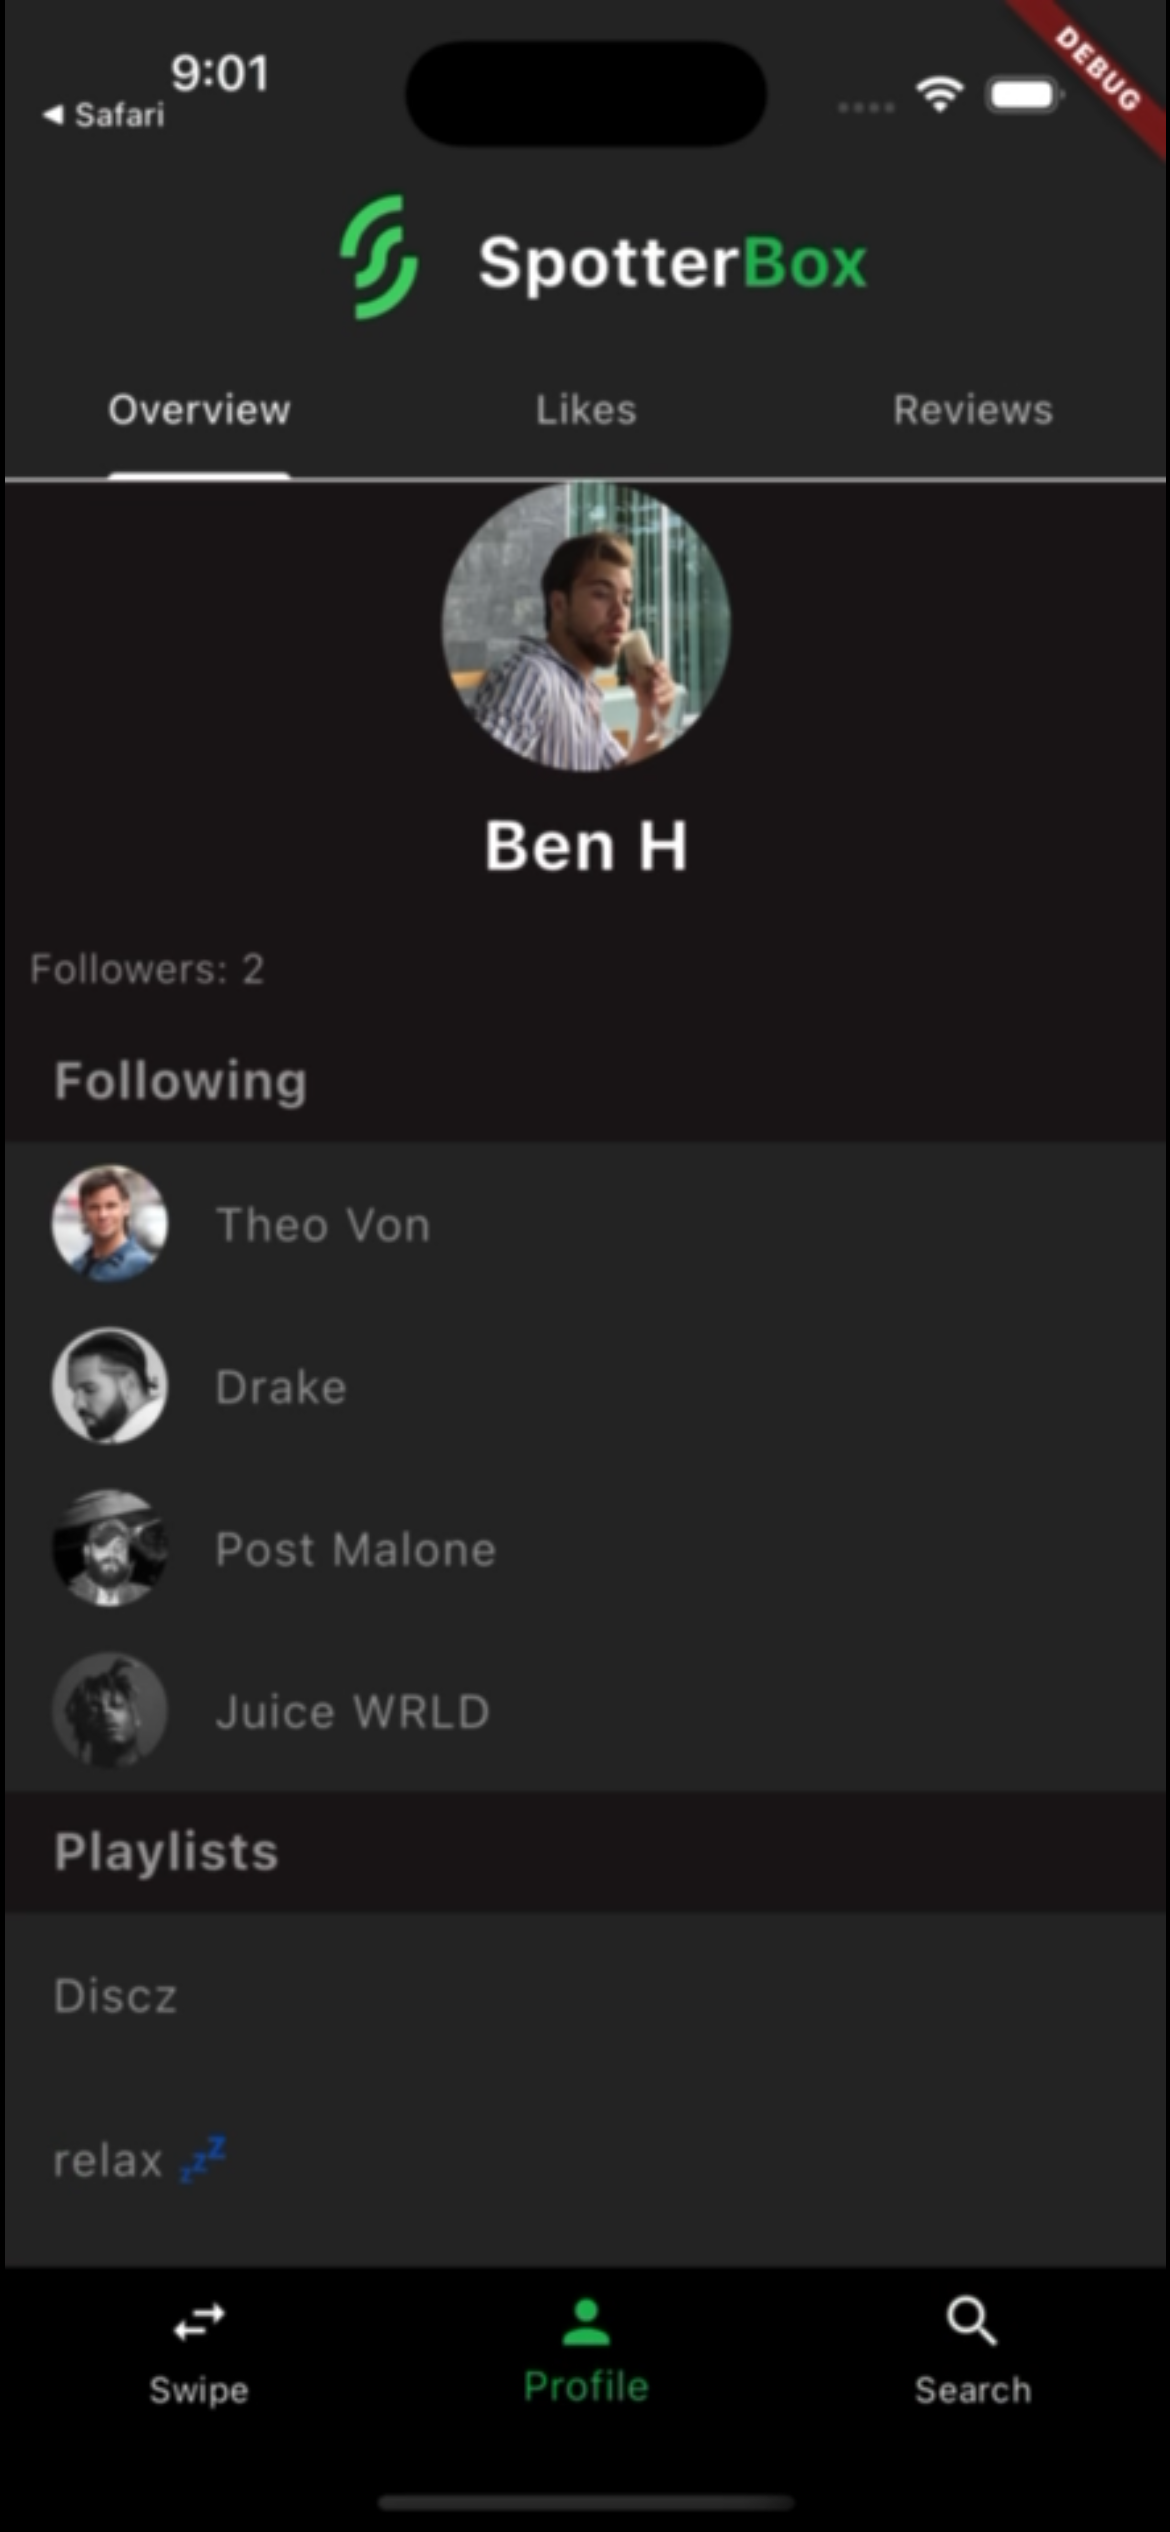 9:01
◀ Safari
DEBUG
SpotterBox
Overview Likes Reviews
Ben H
Followers: 2
Following
Theo Von
Drake
Post Malone
Juice WRLD
Playlists
Discz
relax 💤
Swipe Profile Search